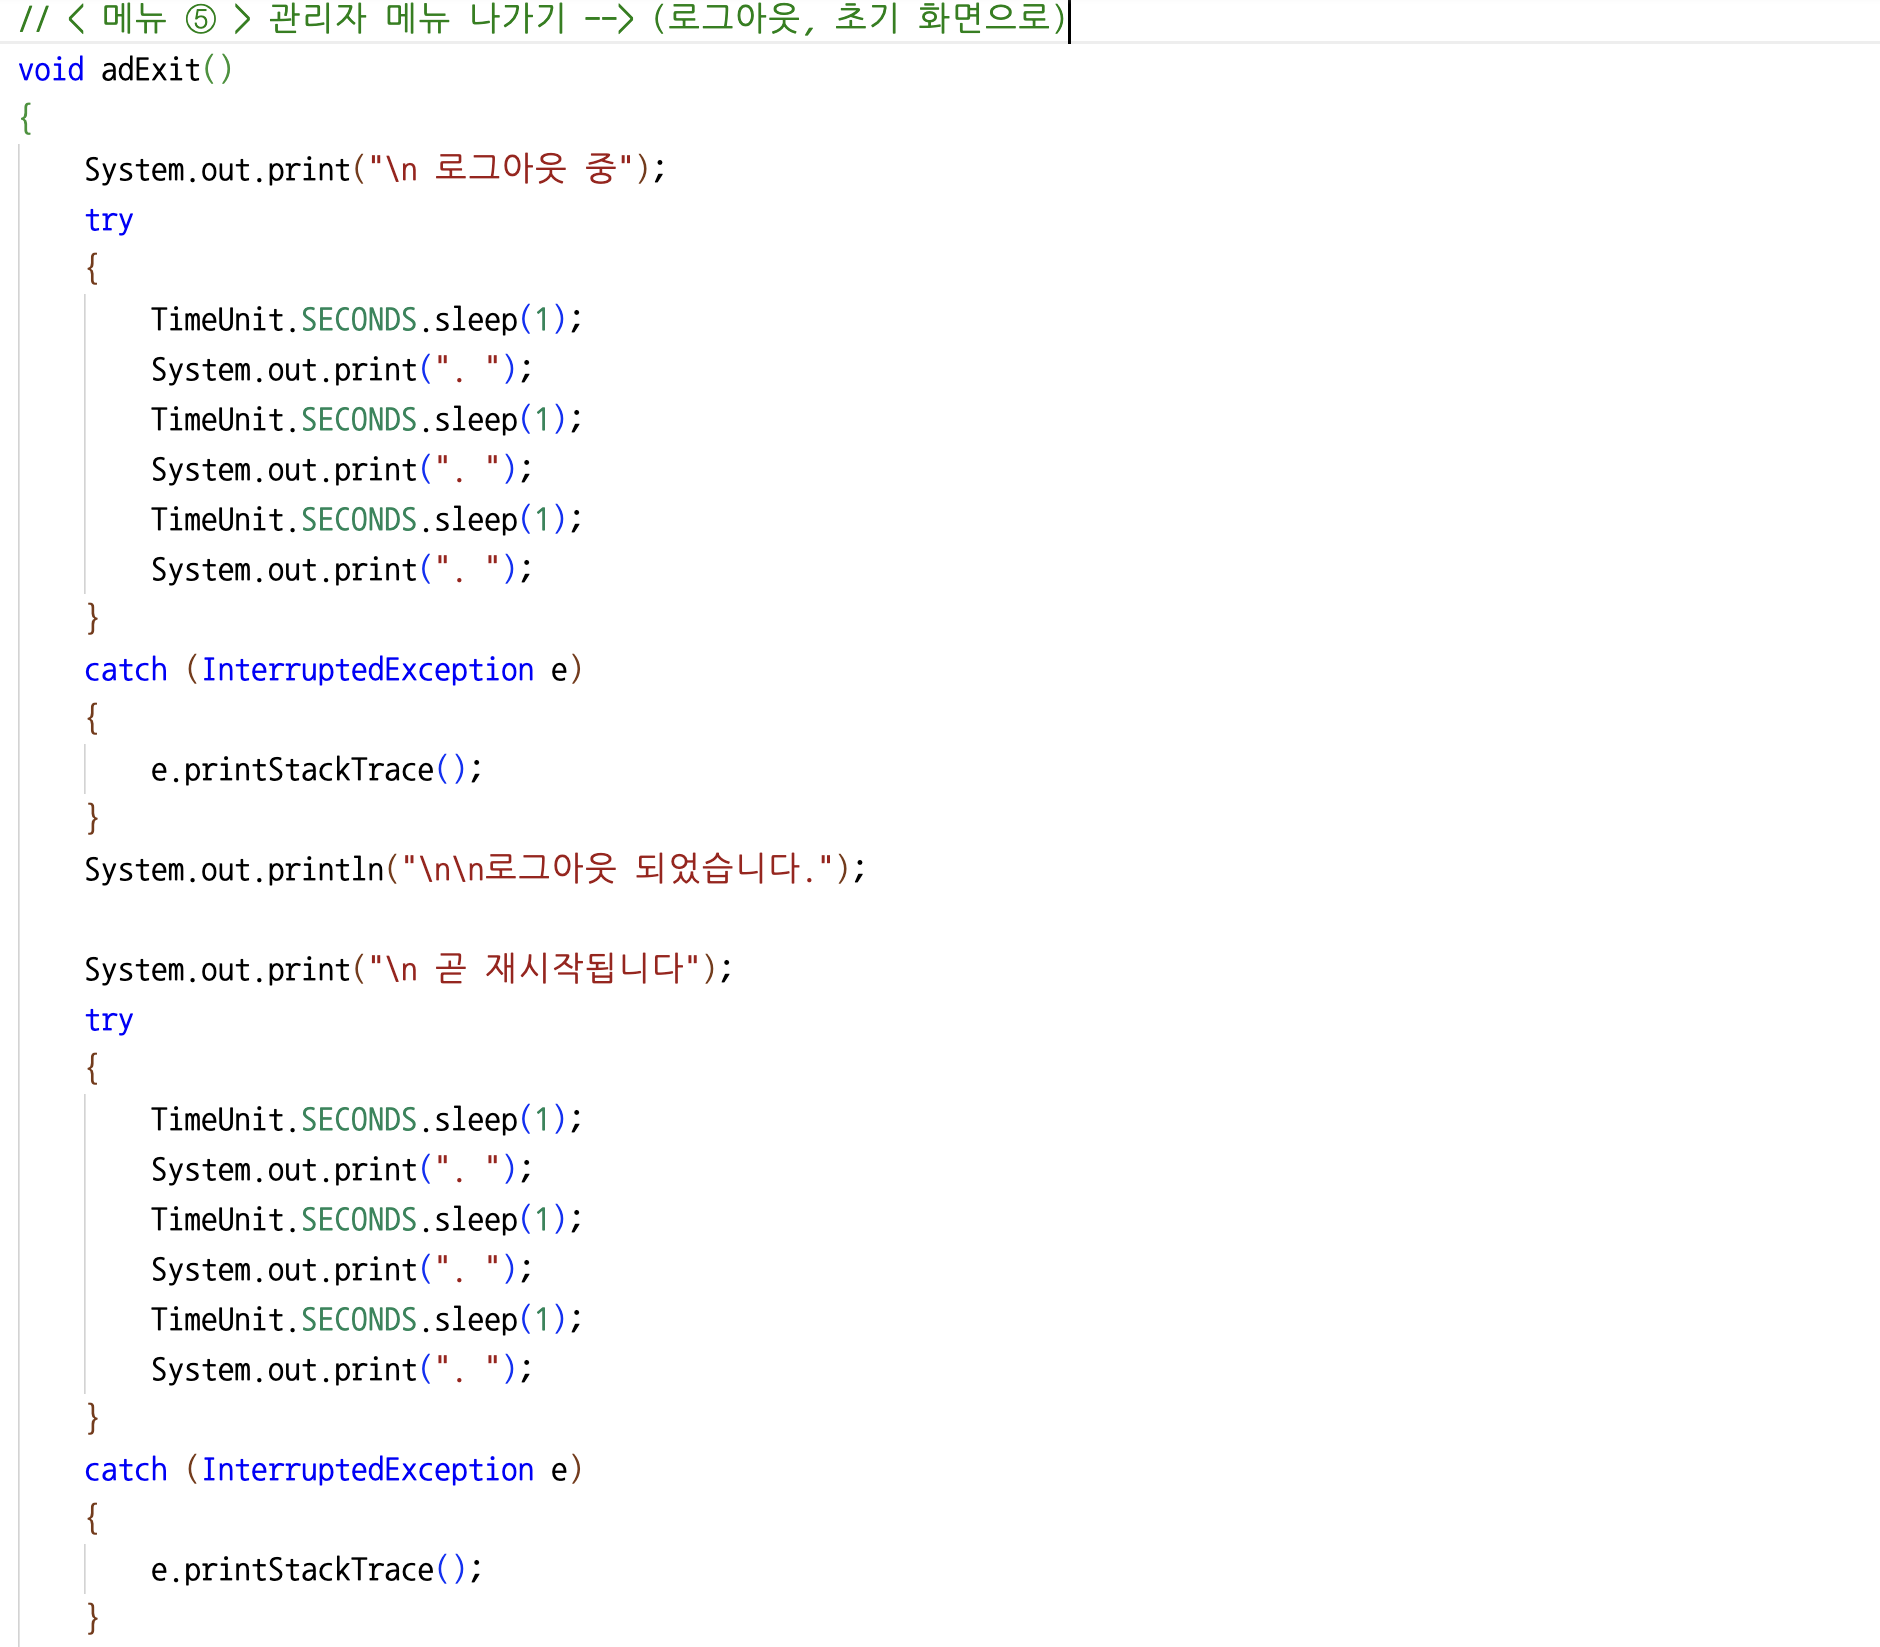 // < 메뉴 ⑤ > 관리자 메뉴 나가기 --> (로그아웃, 초기 화면으로)
void adExit()
{
    System.out.print("\n 로그아웃 중");
    try
    {
        TimeUnit.SECONDS.sleep(1);
        System.out.print(". ");
        TimeUnit.SECONDS.sleep(1);
        System.out.print(". ");
        TimeUnit.SECONDS.sleep(1);
        System.out.print(". ");
    }
    catch (InterruptedException e)
    {
        e.printStackTrace();
    }
    System.out.println("\n\n로그아웃 되었습니다.");

    System.out.print("\n 곧 재시작됩니다");
    try
    {
        TimeUnit.SECONDS.sleep(1);
        System.out.print(". ");
        TimeUnit.SECONDS.sleep(1);
        System.out.print(". ");
        TimeUnit.SECONDS.sleep(1);
        System.out.print(". ");
    }
    catch (InterruptedException e)
    {
        e.printStackTrace();
    }